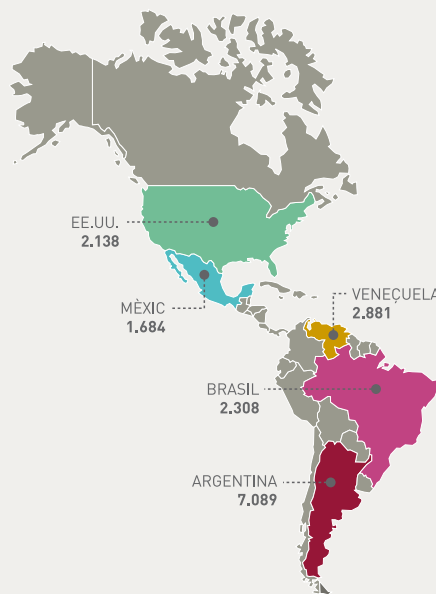 EE.UU.
2.138
MÈXIC
1.684
VENEÇUELA
2.881
BRASIL
2.308
ARGENTINA
7.089